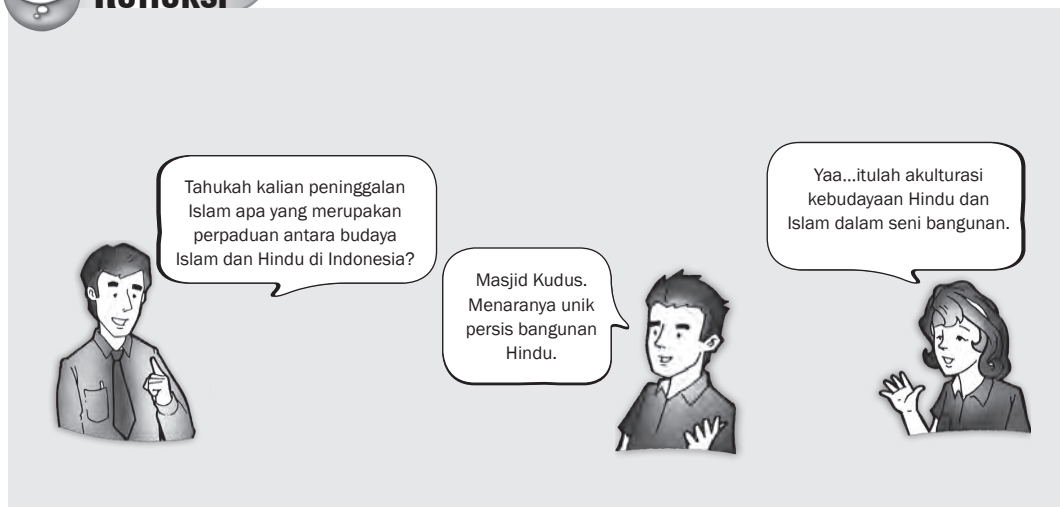 Refleksi
Tahukah kalian peninggalan
Islam apa yang merupakan
perpaduan antara budaya
Islam dan Hindu di Indonesia?
Masjid Kudus.
Menaranya unik
persis bangunan
Hindu.
Yaa...itulah akulturasi
kebudayaan Hindu dan
Islam dalam seni bangunan.